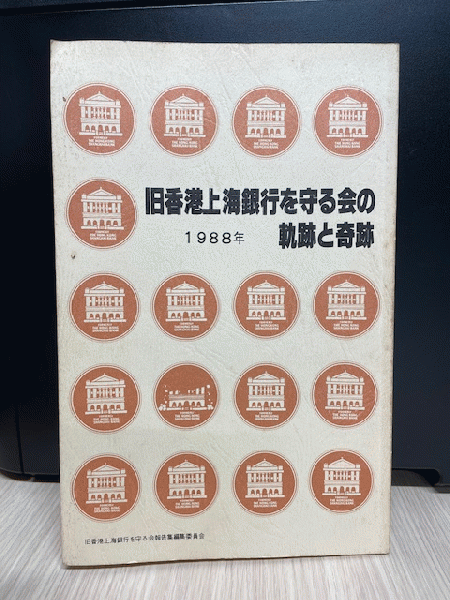 旧香港上海銀行を守る会の
軌跡と奇跡
1988年
旧香港上海銀行を守る会報告集編集委員会